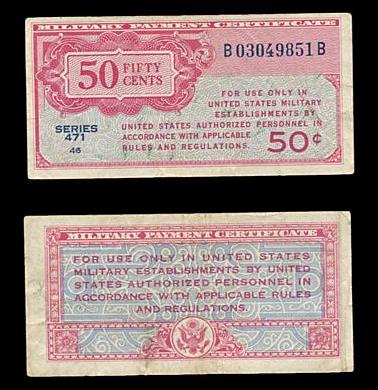 MILITARY PAYMENT CERTIFICATE
B03049851B
50 FIFTY
CENTS
FOR USE ONLY IN
UNITED STATES MILITARY
ESTABLISHMENTS BY
UNITED STATES AUTHORIZED PERSONNEL IN
ACCORDANCE WITH APPLICABLE
RULES AND REGULATIONS.
50¢
SERIES
471
46
MILITARY PAYMENT CERTIFICATE
FOR USE ONLY IN UNITED STATES
MILITARY ESTABLISHMENTS BY UNITED
STATES AUTHORIZED PERSONNEL IN
ACCORDANCE WITH APPLICABLE RULES
AND REGULATIONS.